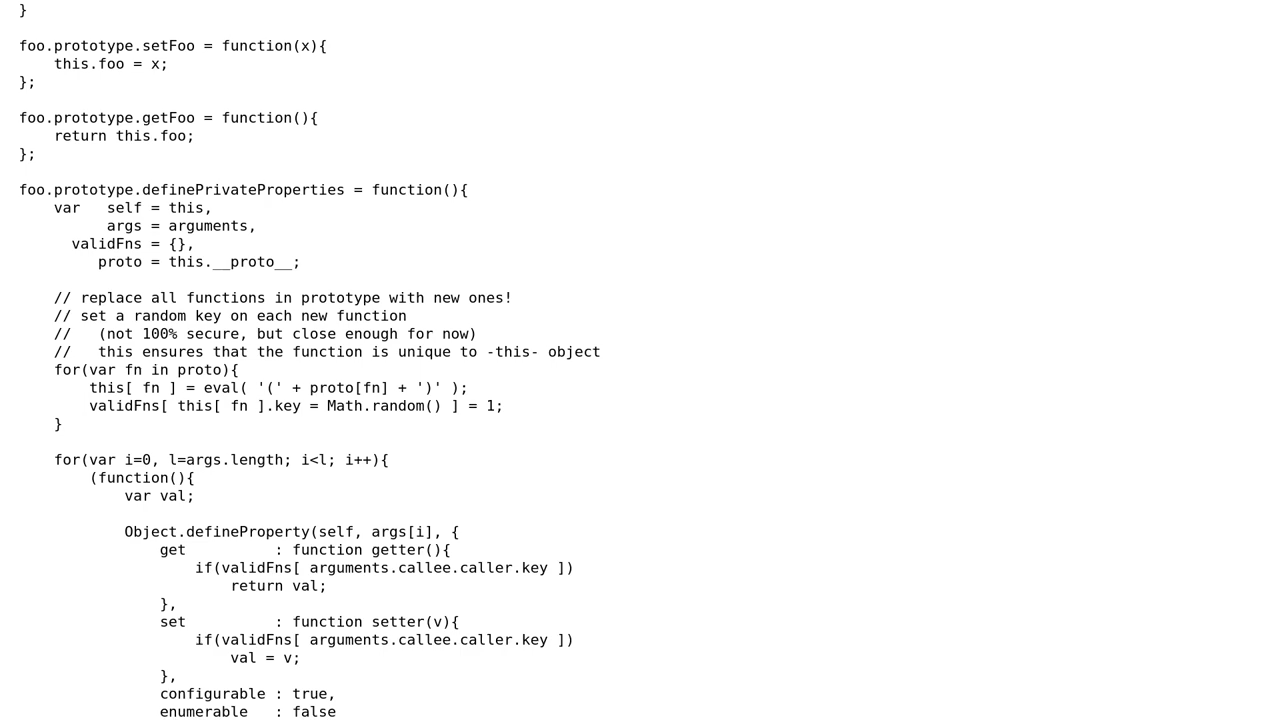 }
foo.prototype.setFoo = function(x){
    this.foo = x;
};
foo.prototype.getFoo = function(){
    return this.foo;
};
foo.prototype.definePrivateProperties = function(){
    var   self = this,
          args = arguments,
      validFns = {},
         proto = this.__proto__;
    // replace all functions in prototype with new ones!
    // set a random key on each new function
    //   (not 100% secure, but close enough for now)
    //   this ensures that the function is unique to -this- object
    for(var fn in proto){
        this[ fn ] = eval( '(' + proto[fn] + ')' );
        validFns[ this[ fn ].key = Math.random() ] = 1;
    }
    for(var i=0, l=args.length; i<l; i++){
        (function(){
            var val;
            Object.defineProperty(self, args[i], {
                get          : function getter(){
                    if(validFns[ arguments.callee.caller.key ])
                        return val;
                },
                set          : function setter(v){
                    if(validFns[ arguments.callee.caller.key ])
                        val = v;
                },
                configurable : true,
                enumerable   : false